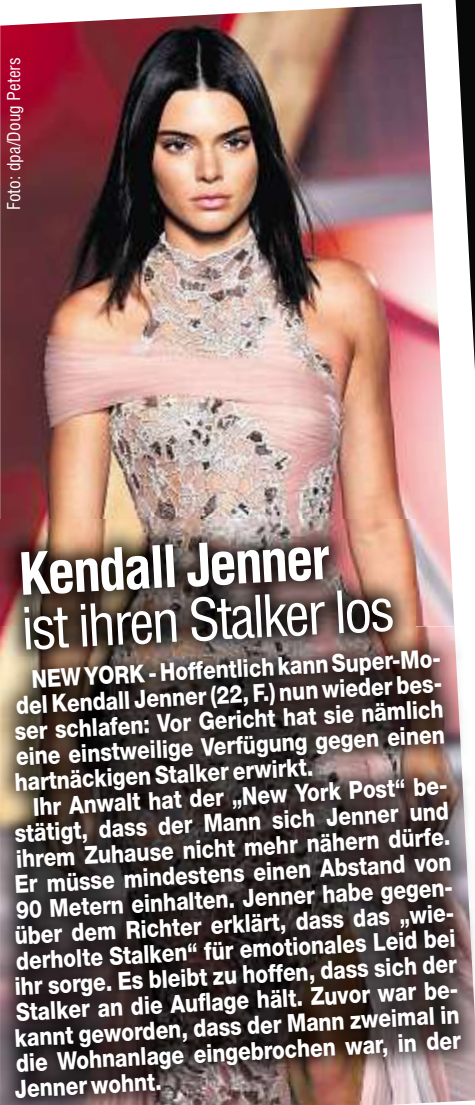 Foto: dpa/Doug Peters
Kendall Jenner
ist ihren Stalker los
NEW YORK - Hoffentlich kann Super-Mo-
del Kendall Jenner (22, F.) nun wieder bes-
ser schlafen: Vor Gericht hat sie nämlich
eine einstweilige Verfügung gegen einen
hartnäckigen Stalker erwirkt.
Ihr Anwalt hat der „New York Post“ be-
stätigt, dass der Mann sich Jenner und
ihrem Zuhause nicht mehr nähern dürfe.
Er müsse mindestens einen Abstand von
90 Metern einhalten. Jenner habe gegen-
über dem Richter erklärt, dass das „wie-
derholte Stalken“ für emotionales Leid bei
ihr sorge. Es bleibt zu hoffen, dass sich der
Stalker an die Auflage hält. Zuvor war be-
kannt geworden, dass der Mann zweimal in
die Wohnanlage eingebrochen war, in der
Jenner wohnt.